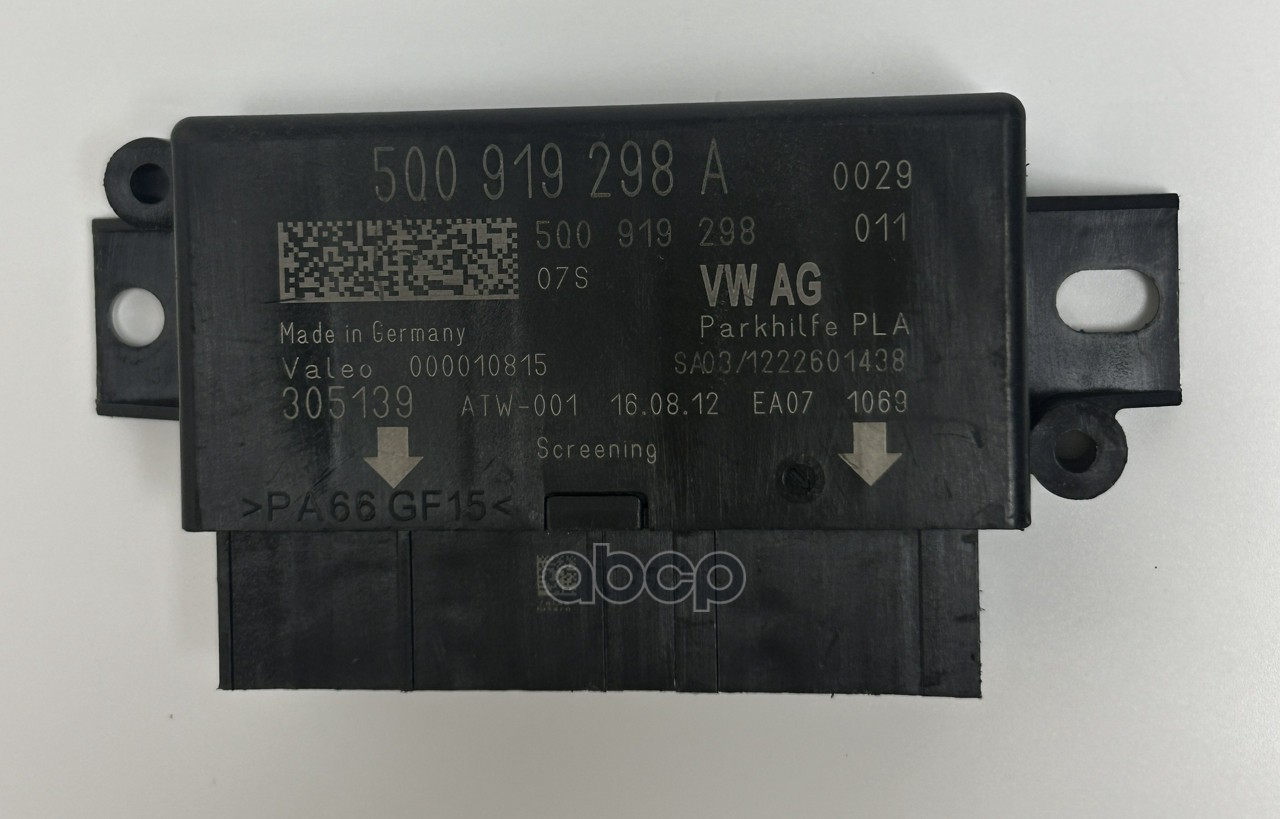 5Q0 919 298 A 0029
5Q0 919 298 011
07S VW AG
Made in Germany Parkhilfe PLA
Valeo 000010815 SA03/1222601438
305139 ATW-001 16.08.12 EA07 1069
Screening
>PA66 GF15<
abcp